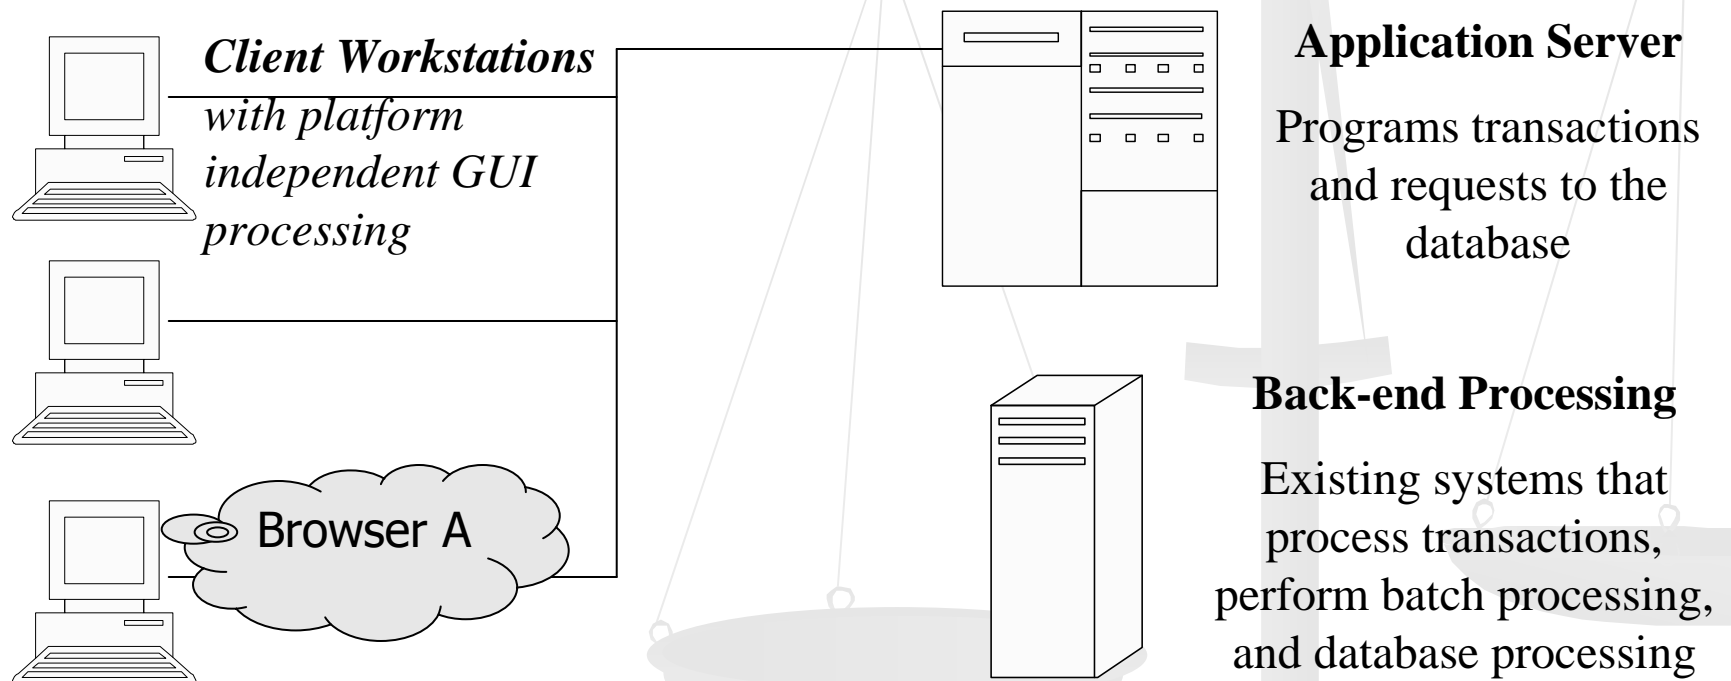 Client Workstations
with platform
independent GUI
processing
Browser A
Application Server
Programs transactions
and requests to the
database
Back-end Processing
Existing systems that
process transactions,
perform batch processing,
and database processing